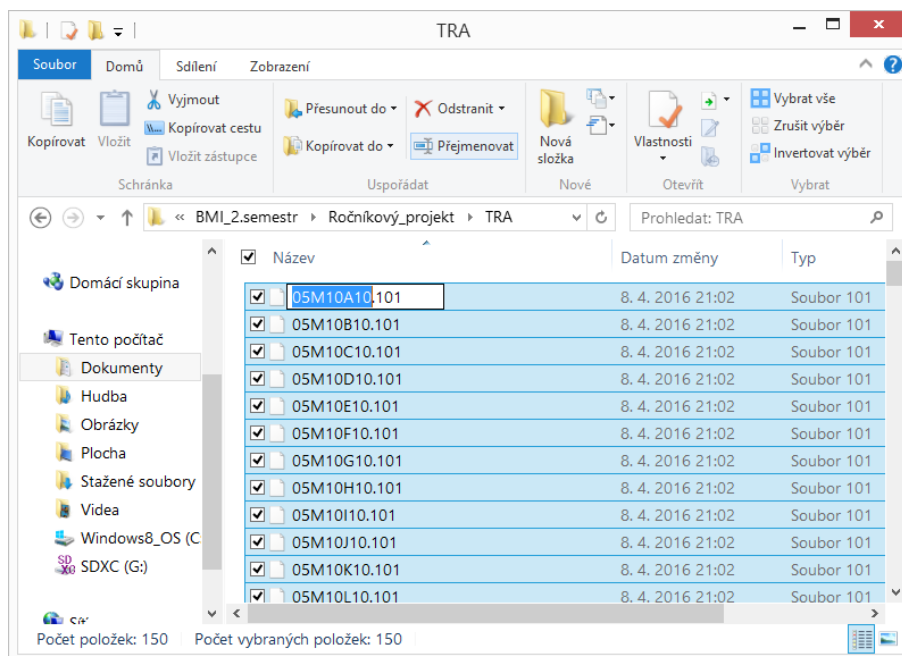 TRA
Soubor Domů Sdílení Zobrazení
Kopírovat
Vložit
Vyjmout
Kopírovat cestu
Vložit zástupce
Schránka
Přesunout do
Kopírovat do
Odstranit
Přejmenovat
Uspořádat
Nová
složka
Nové
Vlastnosti
Otevřít
Vybrat vše
Zrušit výběr
Invertovat výběr
Vybrat
« BMI_2.semestr Ročníkový_projekt TRA
Prohledat: TRA
Domácí skupina
Tento počítač
Dokumenty
Hudba
Obrázky
Plocha
Stažené soubory
Videa
Windows8_OS (C
SDXC (G:)
Název Datum změny Typ
05M10A10.101 8. 4. 2016 21:02 Soubor 101
05M10B10.101 8. 4. 2016 21:02 Soubor 101
05M10C10.101 8. 4. 2016 21:02 Soubor 101
05M10D10.101 8. 4. 2016 21:02 Soubor 101
05M10E10.101 8. 4. 2016 21:02 Soubor 101
05M10F10.101 8. 4. 2016 21:02 Soubor 101
05M10G10.101 8. 4. 2016 21:02 Soubor 101
05M10H10.101 8. 4. 2016 21:02 Soubor 101
05M10I10.101 8. 4. 2016 21:02 Soubor 101
05M10J10.101 8. 4. 2016 21:02 Soubor 101
05M10K10.101 8. 4. 2016 21:02 Soubor 101
05M10L10.101 8. 4. 2016 21:02 Soubor 101
Počet položek: 150 Počet vybraných položek: 150